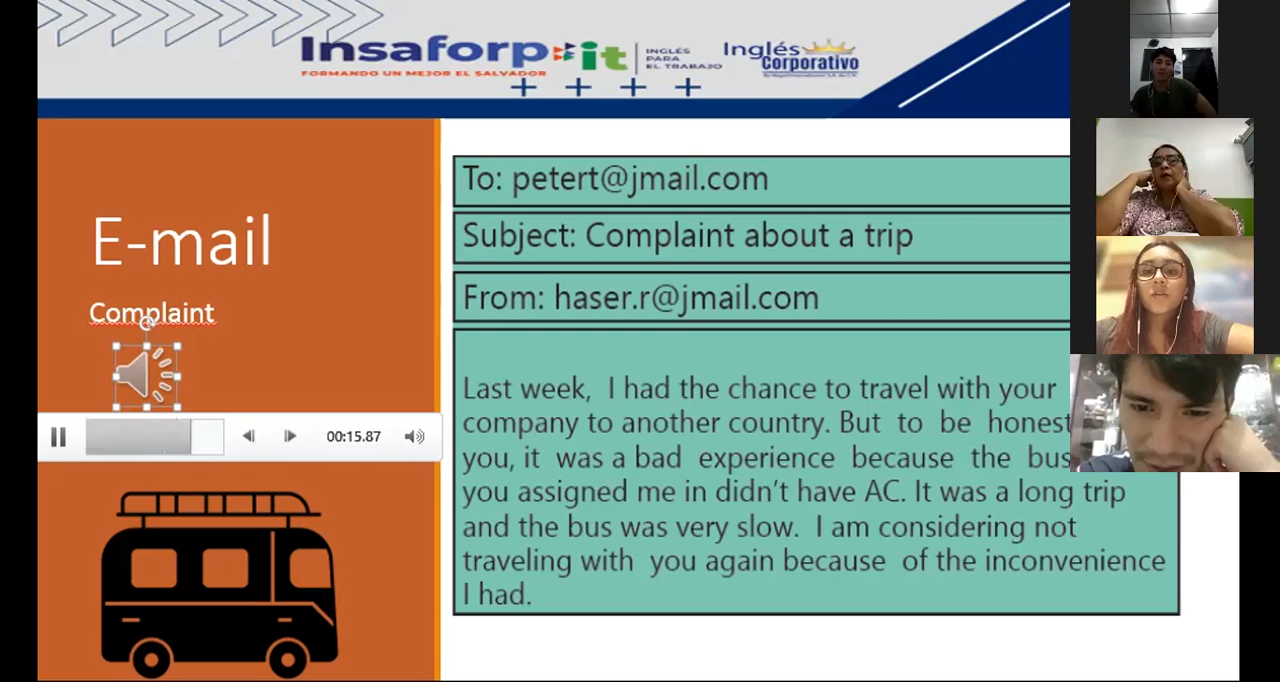 Insaforp
it
INGLÉS
PARA
EL TRABAJO
Inglés
Corporativo
FORMANDO UN MEJOR EL SALVADOR
E-mail
Complaint
00:15.87
To: petert@jmail.com
Subject: Complaint about a trip
From: haser.r@jmail.com
Last week, I had the chance to travel with your
company to another country. But to be honest
you, it was a bad experience because the bus
you assigned me in didn't have AC. It was a long trip
and the bus was very slow. I am considering not
traveling with you again because of the inconvenience
I had.